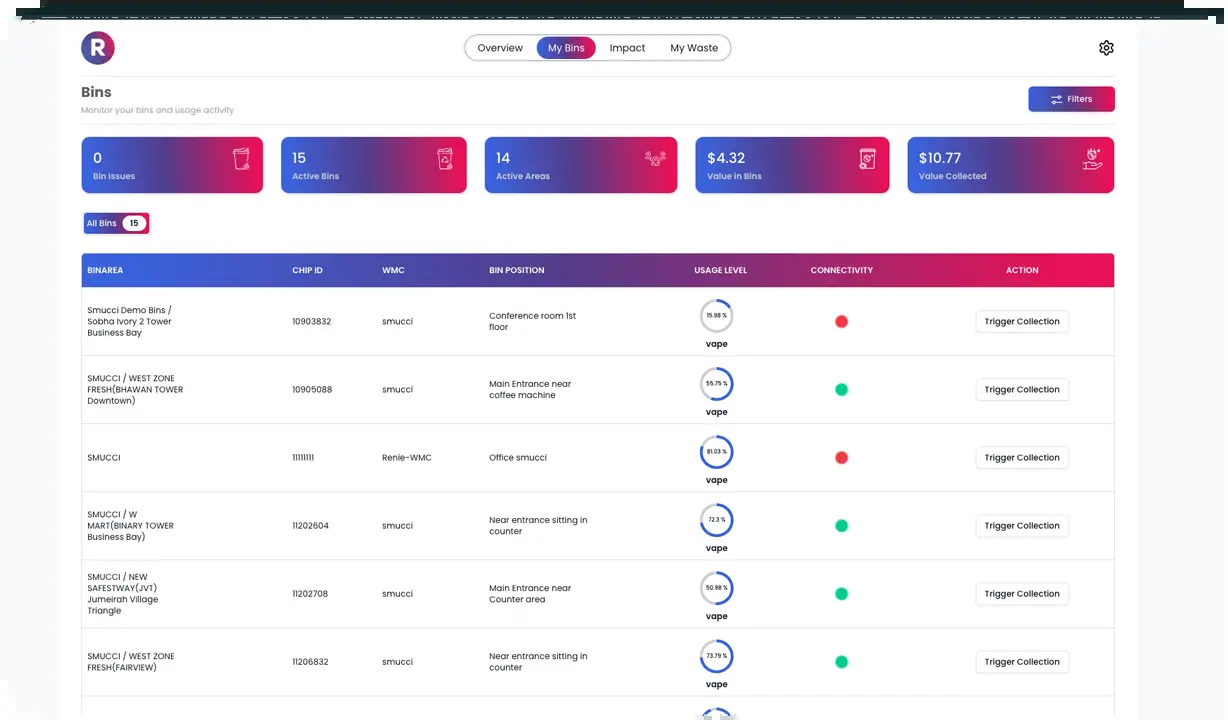 R
Overview My Bins Impact My Waste
Bins
Monitor your bins and usage activity
Filters
0
Bin Issues
15
Active Bins
14
Active Areas
$4.32
Value in Bins
$10.77
Value Collected
All Bins 15
BINAREA CHIP ID WMC BIN POSITION USAGE LEVEL CONNECTIVITY ACTION
Smucci Demo Bins /
Sobha Ivory 2 Tower
Business Bay
10903832
smucci
Conference room 1st
floor
15.98 %
vape
Trigger Collection
SMUCCI / WEST ZONE
FRESH(BHAWAN TOWER
Downtown)
10905088
smucci
Main Entrance near
coffee machine
55.75 %
vape
Trigger Collection
SMUCCI
11111111
Renie-WMC
Office smucci
81.03 %
vape
Trigger Collection
SMUCCI / W
MART(BINARY TOWER
Business Bay)
11202604
smucci
Near entrance sitting in
counter
72.3 %
vape
Trigger Collection
SMUCCI / NEW
SAFESTWAY(JVT)
Jumeirah Village
Triangle
11202708
smucci
Main Entrance near
Counter area
50.98 %
vape
Trigger Collection
SMUCCI / WEST ZONE
FRESH(FAIRVIEW)
11206832
smucci
Near entrance sitting in
counter
73.79 %
vape
Trigger Collection